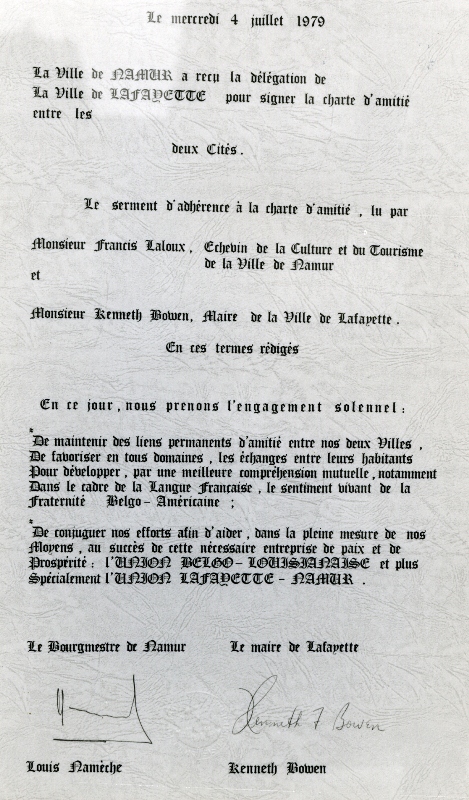 Le mercredi 4 juillet 1979
La Ville de NAMUR a reçu la délégation de
La Ville de LAFAYETTE pour signer la charte d'amitié
entre les
deux Cités.
Le serment d'adhérence à la charte d'amitié, lu par
Monsieur Francis Laloux, Echevin de la Culture et du Tourisme
de la Ville de Namur
et
Monsieur Kenneth Bowen, Maire de la Ville de Lafayette.
En ces termes rédigés
En ce jour, nous prenons l'engagement solennel:
*De maintenir des liens permanents d'amitié entre nos deux Villes,
De favoriser en tous domaines, les échanges entre leurs habitants
Pour développer, par une meilleure compréhension mutuelle, notamment
Dans le cadre de la Langue Française, le sentiment vivant de la
Fraternité Belgo-Américaine;
*De conjuguer nos efforts afin d'aider, dans la pleine mesure de nos
Moyens, au succès de cette nécessaire entreprise de paix et de
Prospérité: l'UNION BELGO-LOUISIANAISE et plus
Spécialement l'UNION LAFAYETTE-NAMUR.
Le Bourgmestre de Namur Le maire de Lafayette
Kenneth F Bowen
Louis Namèche Kenneth Bowen